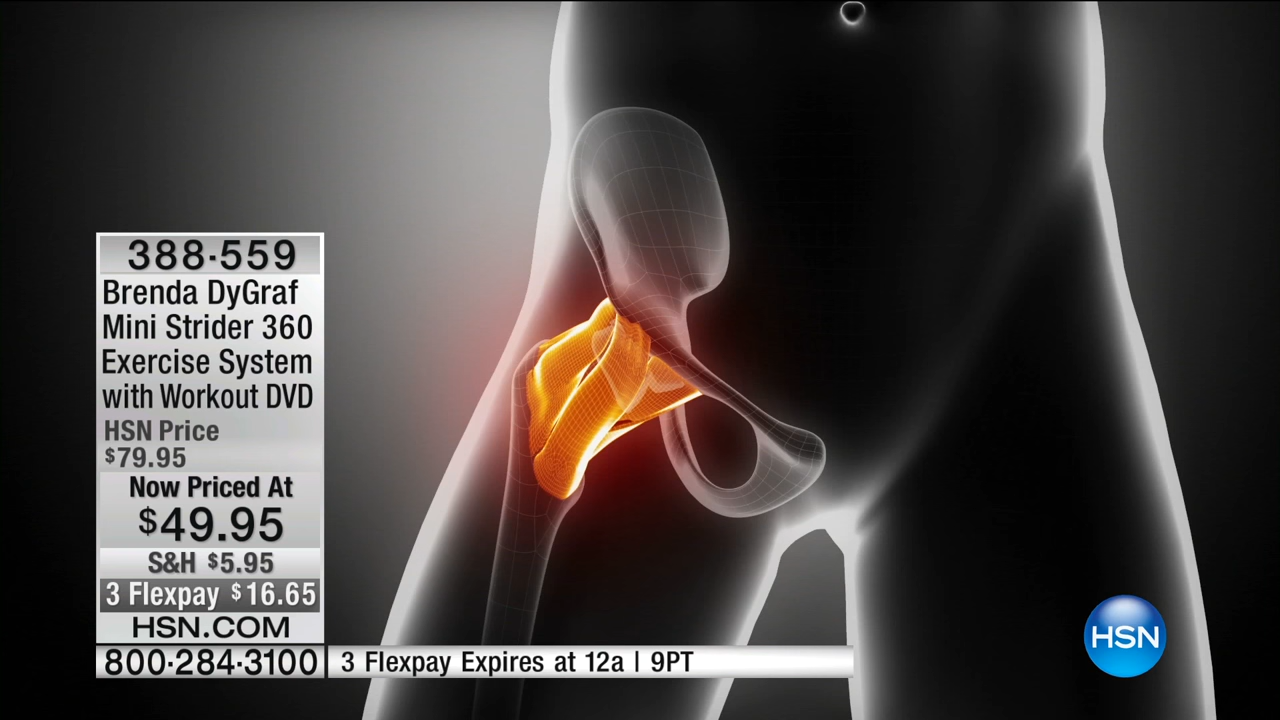 388·559
Brenda DyGraf
Mini Strider 360
Exercise System
with Workout DVD
HSN Price
$79.95
Now Priced At
$49.95
S&H $5.95
3 Flexpay $16.65
HSN.COM
800·284·3100
3 Flexpay Expires at 12a | 9PT
HSN